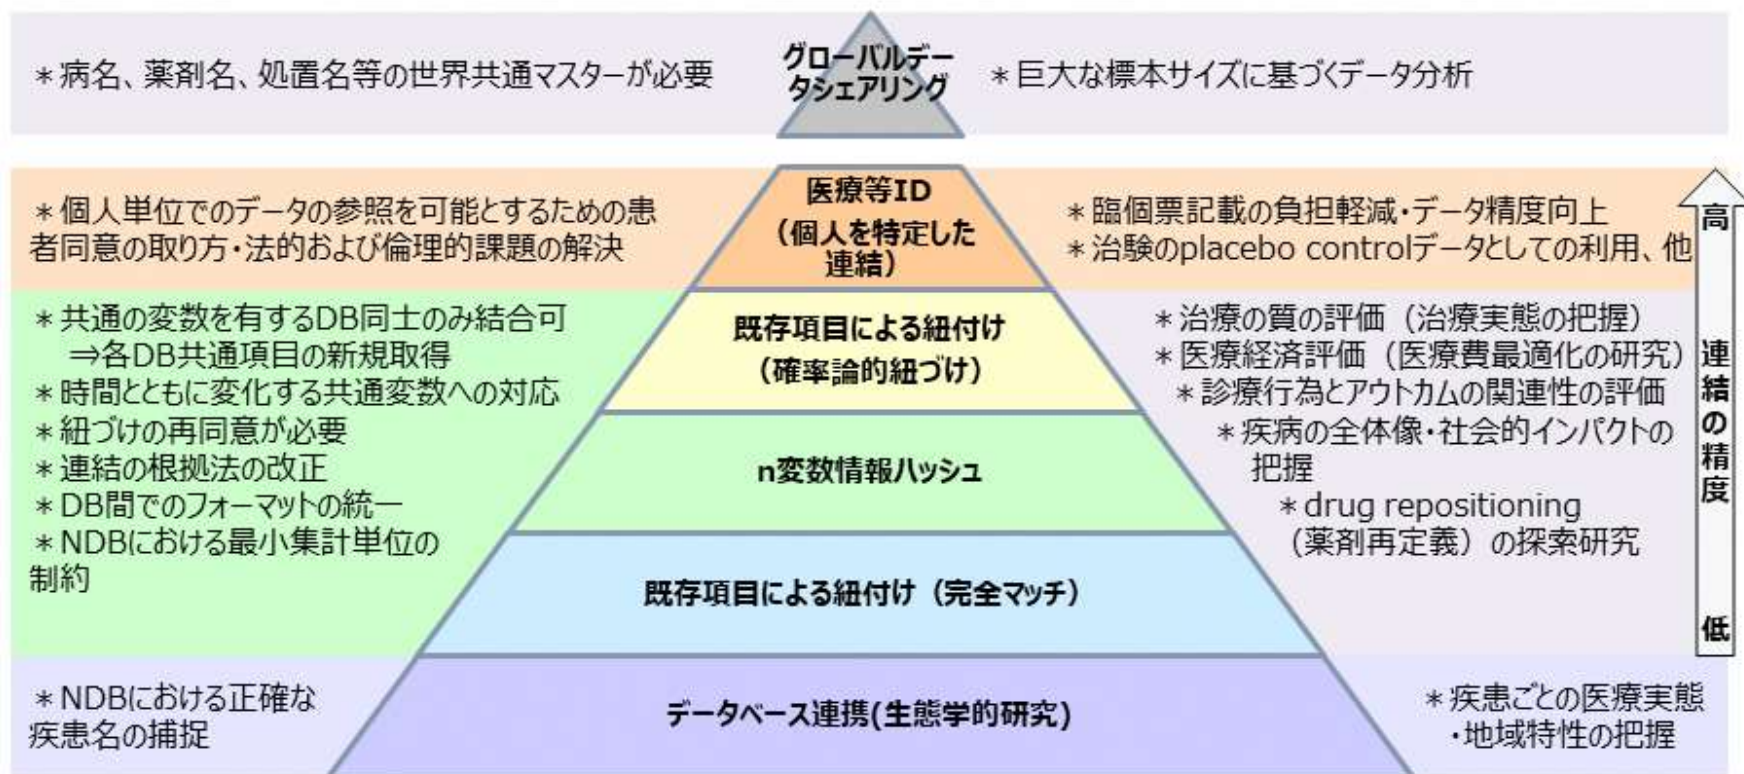 ＊病名、薬剤名、処置名等の世界共通マスターが必要
グローバルデー
タシェアリング
＊巨大な標本サイズに基づくデータ分析
＊個人単位でのデータの参照を可能とするための患
者同意の取り方・法的および倫理的課題の解決
医療等ID
（個人を特定した
連結）
＊臨個票記載の負担軽減・データ精度向上
＊治験のplacebo controlデータとしての利用、他
＊共通の変数を有するDB同士のみ結合可
⇒各DB共通項目の新規取得
＊時間とともに変化する共通変数への対応
＊紐づけの再同意が必要
＊連結の根拠法の改正
＊DB間でのフォーマットの統一
＊NDBにおける最小集計単位の
制約
既存項目による紐付け
（確率論的紐づけ）
n変数情報ハッシュ
既存項目による紐付け（完全マッチ）
＊治療の質の評価（治療実態の把握）
＊医療経済評価（医療費最適化の研究）
＊診療行為とアウトカムの関連性の評価
＊疾病の全体像・社会的インパクトの
把握
＊drug repositioning
（薬剤再定義）の探索研究
高
連結の精度
低
＊NDBにおける正確な
疾患名の捕捉
データベース連携(生態学的研究)
＊疾患ごとの医療実態
・地域特性の把握